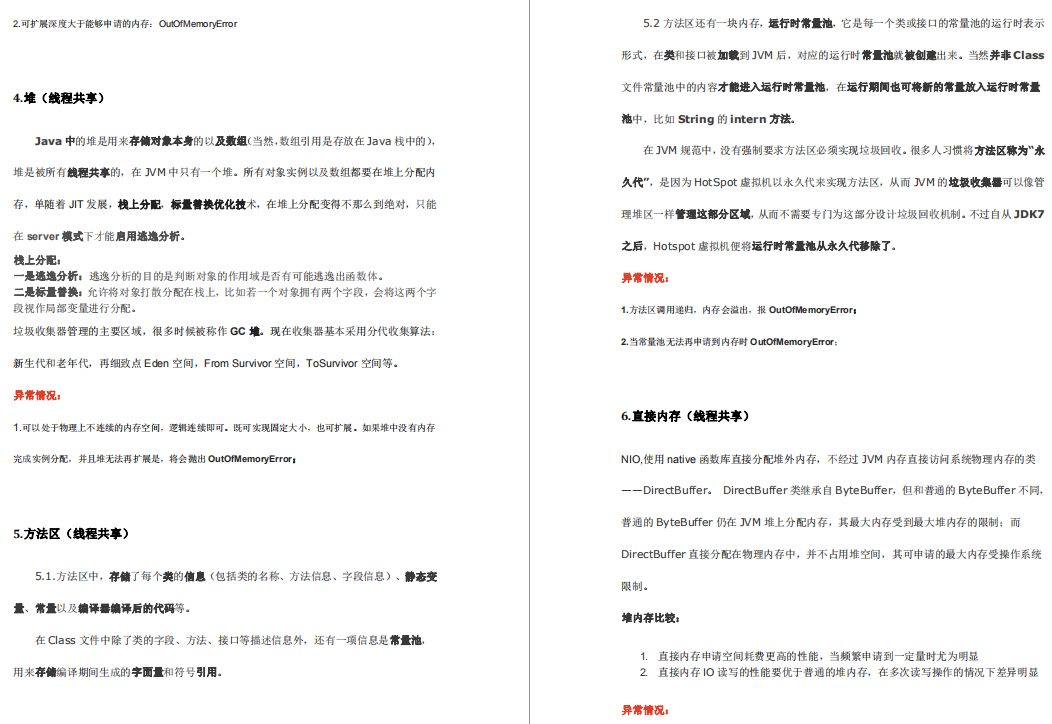 2.可扩展深度大于能够申请的内存：OutOfMemoryError
4.堆（线程共享）
Java 中的堆是用来存储对象本身的以及数组（当然，数组引用是存放在 Java 栈中的），
堆是被所有线程共享的，在 JVM 中只有一个堆。所有对象实例以及数组都要在堆上分配内
存，单随着 JIT 发展，栈上分配，标量替换优化技术，在堆上分配变得不那么到绝对，只能
在 server 模式下才能启用逃逸分析。
栈上分配：
一是逃逸分析：逃逸分析的目的是判断对象的作用域是否有可能逃逸出函数体。
二是标量替换：允许将对象打散分配在栈上，比如若一个对象拥有两个字段，会将这两个字
段视作局部变量进行分配。
垃圾收集器管理的主要区域，很多时候被称作 GC 堆。现在收集器基本采用分代收集算法：
新生代和老年代，再细致点 Eden 空间，From Survivor 空间，ToSurvivor 空间等。
异常情况：
1.可以处于物理上不连续的内存空间，逻辑连续即可。既可实现固定大小，也可扩展。如果堆中没有内存
完成实例分配，并且堆无法再扩展是，将会抛出 OutOfMemoryError；
5.方法区（线程共享）
5.1.方法区中，存储了每个类的信息（包括类的名称、方法信息、字段信息）、静态变
量、常量以及编译器编译后的代码等。
在 Class 文件中除了类的字段、方法、接口等描述信息外，还有一项信息是常量池，
用来存储编译期间生成的字面量和符号引用。
5.2 方法区还有一块内存，运行时常量池，它是每一个类或接口的常量池的运行时表示
形式，在类和接口被加载到 JVM 后，对应的运行时常量池就被创建出来。当然并非 Class
文件常量池中的内容才能进入运行时常量池，在运行期间也可将新的常量放入运行时常量
池中，比如 String 的 intern 方法。
在 JVM 规范中，没有强制要求方法区必须实现垃圾回收。很多人习惯将方法区称为“永
久代”，是因为 HotSpot 虚拟机以永久代来实现方法区，从而 JVM 的垃圾收集器可以像管
理堆区一样管理这部分区域，从而不需要专门为这部分设计垃圾回收机制。不过自从 JDK7
之后，Hotspot 虚拟机便将运行时常量池从永久代移除了。
异常情况：
1.方法区调用递归，内存会溢出，报 OutOfMemoryError；
2.当常量池无法再申请到内存时 OutOfMemoryError；
6.直接内存（线程共享）
NIO,使用 native 函数库直接分配堆外内存，不经过 JVM 内存直接访问系统物理内存的类
——DirectBuffer。 DirectBuffer 类继承自 ByteBuffer，但和普通的 ByteBuffer 不同，
普通的 ByteBuffer 仍在 JVM 堆上分配内存，其最大内存受到最大堆内存的限制；而
DirectBuffer 直接分配在物理内存中，并不占用堆空间，其可申请的最大内存受操作系统
限制。
堆内存比较：
1. 直接内存申请空间耗费更高的性能，当频繁申请到一定量时尤为明显
2. 直接内存 IO 读写的性能要优于普通的堆内存，在多次读写操作的情况下差异明显
异常情况：